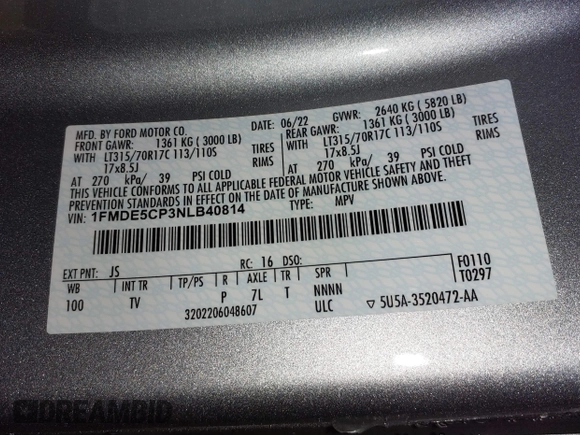 MFD. BY FORD MOTOR CO.
DATE: 06/22
GVWR: 2640 KG ( 5820 LB)
FRONT GAWR: 1361 KG ( 3000 LB)
REAR GAWR: 1361 KG ( 3000 LB)
WITH LT315/70R17C 113/110S TIRES
WITH LT315/70R17C 113/110S TIRES
17x8.5J RIMS
17x8.5J RIMS
AT 270 kPa/ 39 PSI COLD
AT 270 kPa/ 39 PSI COLD
THIS VEHICLE CONFORMS TO ALL APPLICABLE FEDERAL MOTOR VEHICLE SAFETY AND THEFT
PREVENTION STANDARDS IN EFFECT ON THE DATE OF MANUFACTURE SHOWN ABOVE.
VIN: 1FMDE5CP3NLB40814
TYPE: MPV
EXT PNT: JS RC: 16 DSO: F0110
WB INT TR TP/PS R AXLE TR SPR T0297
100 TV P 7L T NNNN
3202206048607 ULC ▽ 5U5A-3520472-AA
DREAMBID